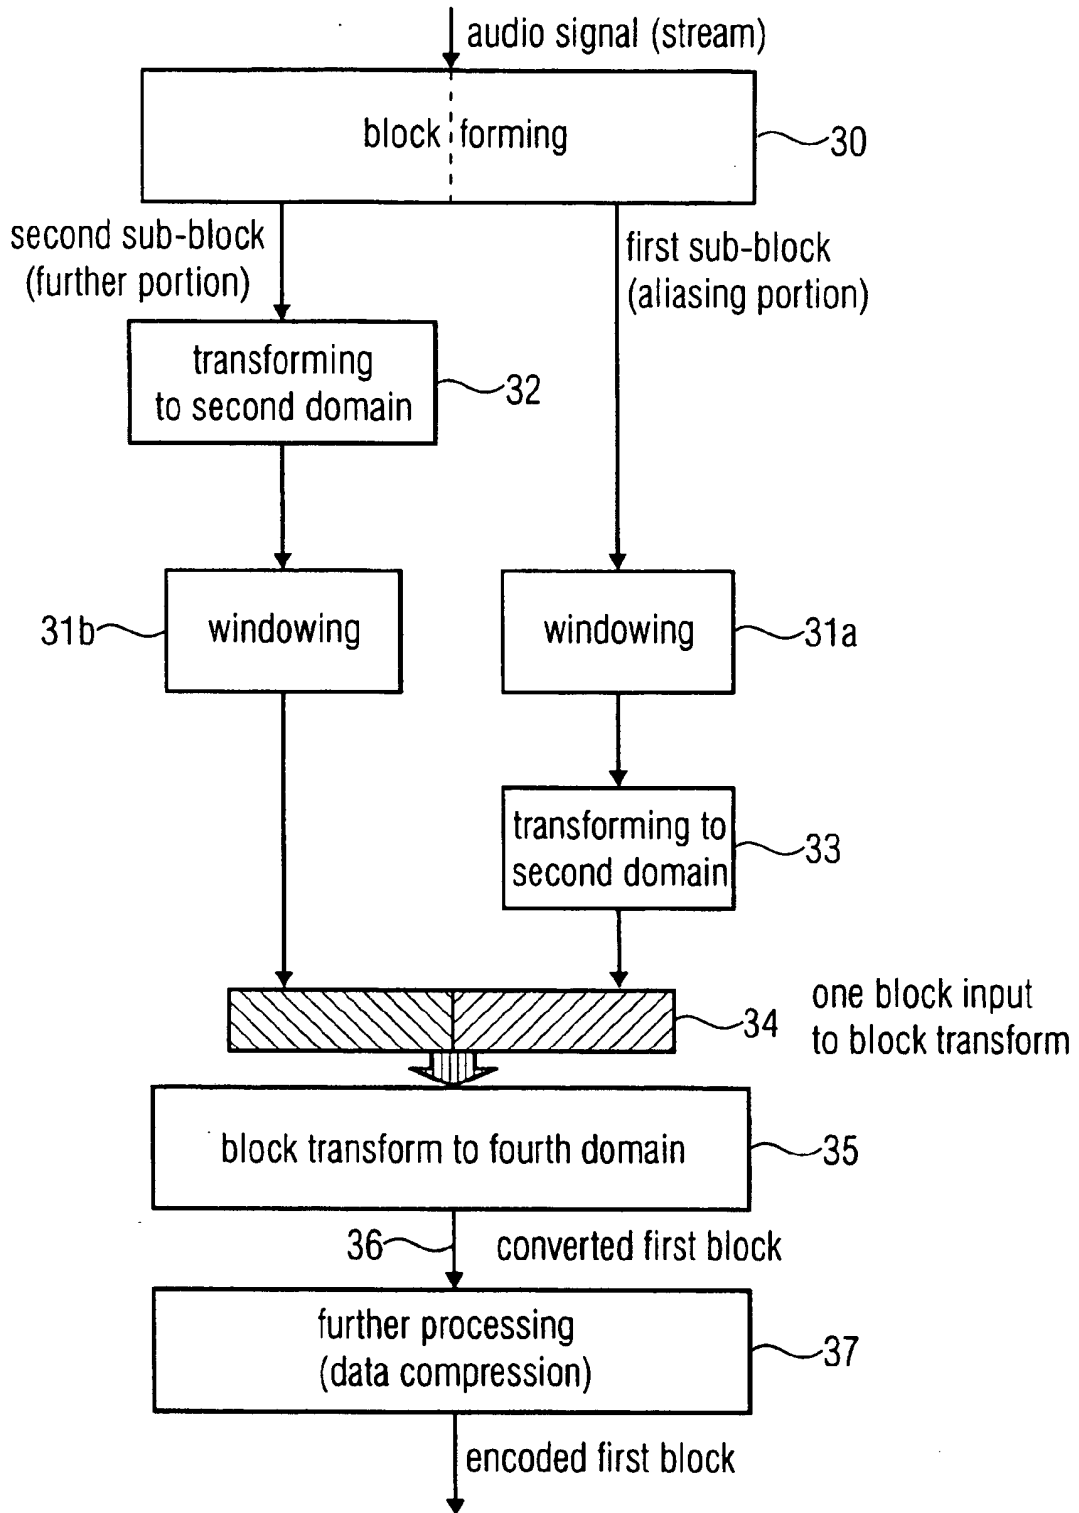 audio signal (stream)
block forming
30
second sub-block
(further portion)
first sub-block
(aliasing portion)
transforming
to second domain
32
31b
windowing
windowing
31a
transforming to
second domain
33
34
one block input
to block transform
block transform to fourth domain
35
36
converted first block
further processing
(data compression)
37
encoded first block